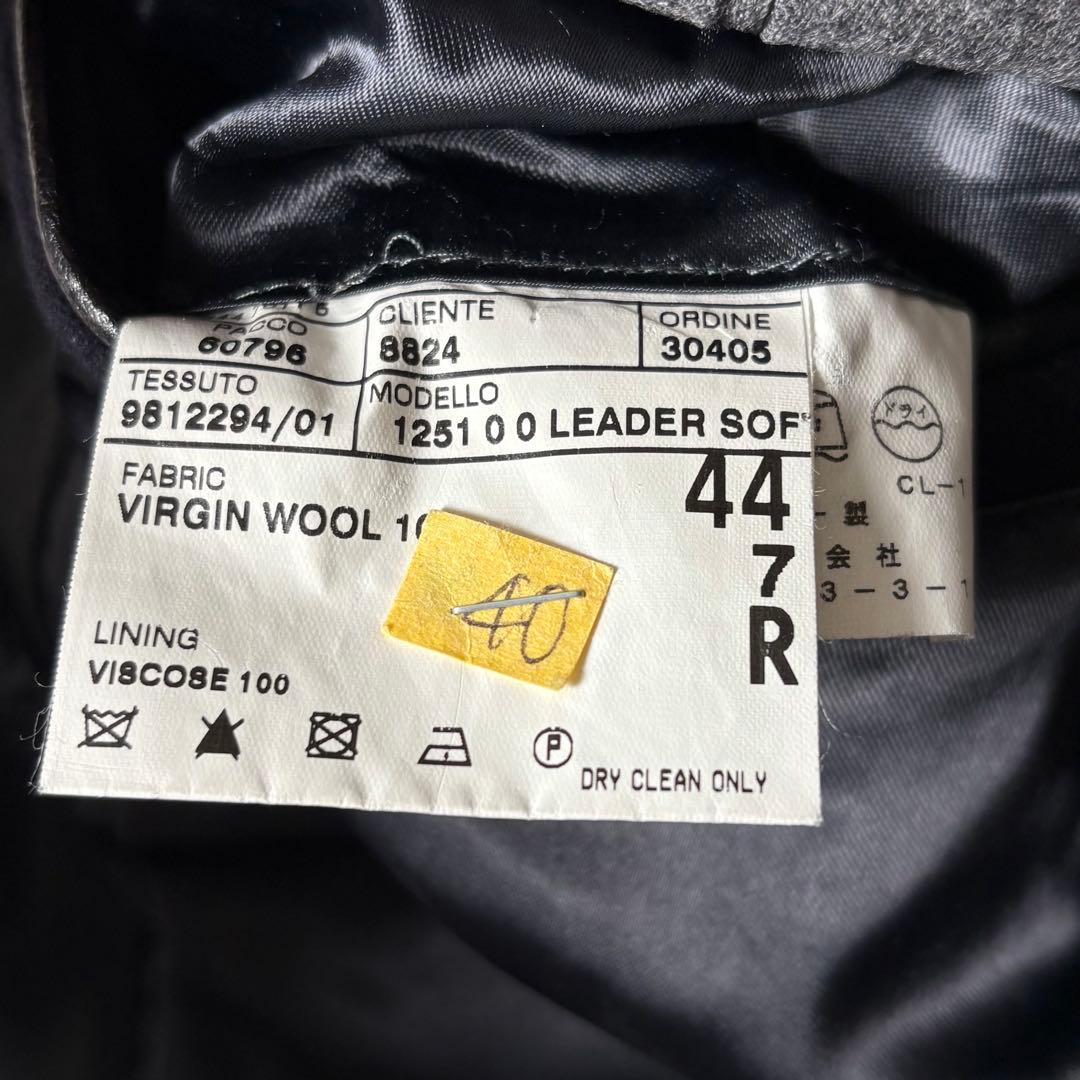 PACCO
60796
CLIENTE
8824
ORDINE
30405
TESSUTO
9812294/01
MODELLO
1251 0 0 LEADER SOF
FABRIC
VIRGIN WOOL
44
7
R
40
LINING
VISCOSE 100
P
DRY CLEAN ONLY
ドライ
CL-1
製
会 社
3-3-1